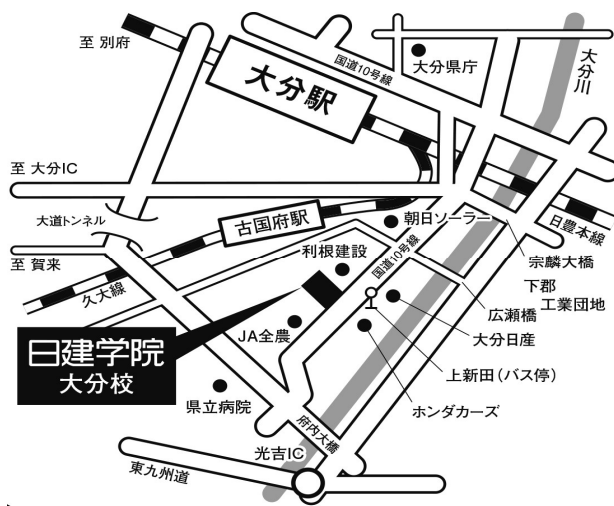 至 別府
大分駅
国道10号線
大分県庁
大分川
至 大分IC
大道トンネル
古国府駅
朝日ソーラー
日豊本線
至 賀来
利根建設
国道10号線
宗麟大橋
久大線
下郡
工業団地
広瀬橋
日建学院
大分校
JA全農
大分日産
上新田(バス停)
県立病院
ホンダカーズ
府内大橋
光吉IC
東九州道